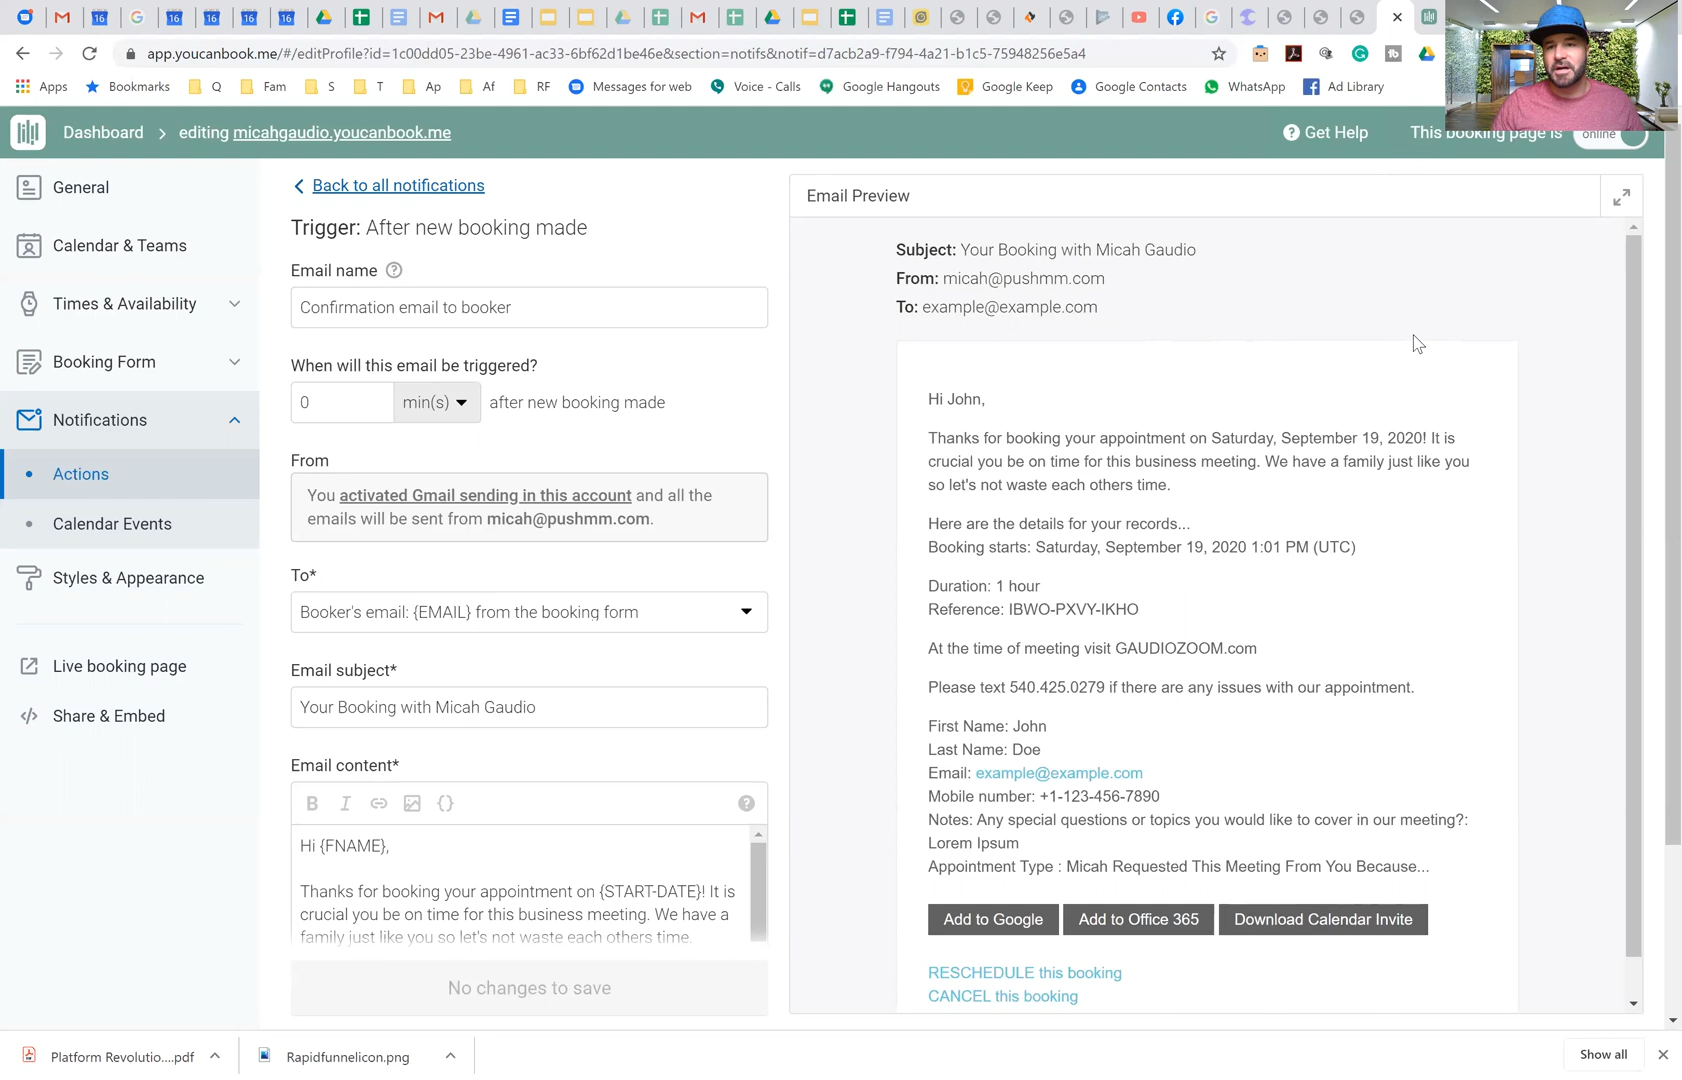 16
16
16
16
16
app.youcanbook.me/#/editProfile?id=1c00dd05-23be-4961-ac33-6bf62d1be46e&section=notifs&notif=d7acb2a9-f794-4a21-b1c5-75948256e5a4
Apps Bookmarks Q Fam S T Ap Af RF Messages for web Voice - Calls Google Hangouts Google Keep Google Contacts WhatsApp Ad Library
Dashboard > editing micahgaudio.youcanbook.me Get Help This booking page is online
General
Calendar & Teams
Times & Availability
Booking Form
Notifications
Actions
Calendar Events
Styles & Appearance
Live booking page
Share & Embed
Back to all notifications
Trigger: After new booking made
Email name
Confirmation email to booker
When will this email be triggered?
0 min(s) after new booking made
From
You activated Gmail sending in this account and all the
emails will be sent from micah@pushmm.com.
To*
Booker's email: {EMAIL} from the booking form
Email subject*
Your Booking with Micah Gaudio
Email content*
B I {} ?
Hi {FNAME},
Thanks for booking your appointment on {START-DATE}! It is
crucial you be on time for this business meeting. We have a
family just like you so let's not waste each others time.
No changes to save
Email Preview
Subject: Your Booking with Micah Gaudio
From: micah@pushmm.com
To: example@example.com
Hi John,
Thanks for booking your appointment on Saturday, September 19, 2020! It is
crucial you be on time for this business meeting. We have a family just like you
so let's not waste each others time.
Here are the details for your records...
Booking starts: Saturday, September 19, 2020 1:01 PM (UTC)
Duration: 1 hour
Reference: IBWO-PXVY-IKHO
At the time of meeting visit GAUDIOZOOM.com
Please text 540.425.0279 if there are any issues with our appointment.
First Name: John
Last Name: Doe
Email: example@example.com
Mobile number: +1-123-456-7890
Notes: Any special questions or topics you would like to cover in our meeting?:
Lorem Ipsum
Appointment Type : Micah Requested This Meeting From You Because...
Add to Google Add to Office 365 Download Calendar Invite
RESCHEDULE this booking
CANCEL this booking
Platform Revolutio....pdf Rapidfunnelicon.png Show all